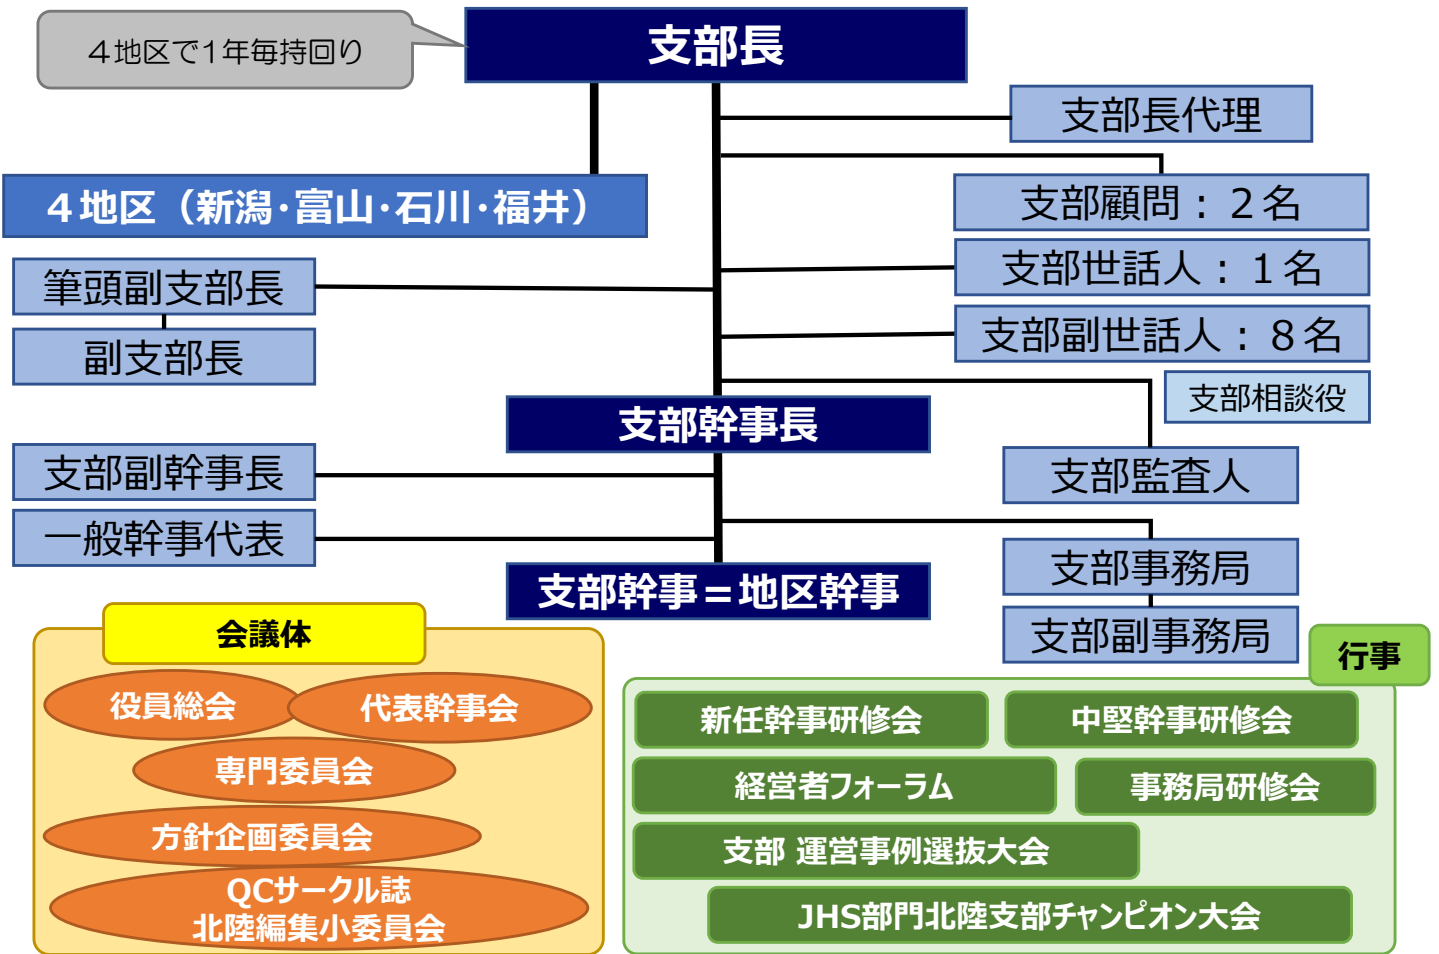 ４地区で1年毎持回り
支部長
支部長代理
４地区（新潟・富山・石川・福井）
支部顧問：２名
支部世話人：１名
支部副世話人：８名
筆頭副支部長
副支部長
支部相談役
支部幹事長
支部監査人
支部副幹事長
一般幹事代表
支部事務局
支部幹事＝地区幹事
支部副事務局
会議体
役員総会
代表幹事会
専門委員会
方針企画委員会
QCサークル誌
北陸編集小委員会
行事
新任幹事研修会
中堅幹事研修会
経営者フォーラム
事務局研修会
支部 運営事例選抜大会
JHS部門北陸支部チャンピオン大会